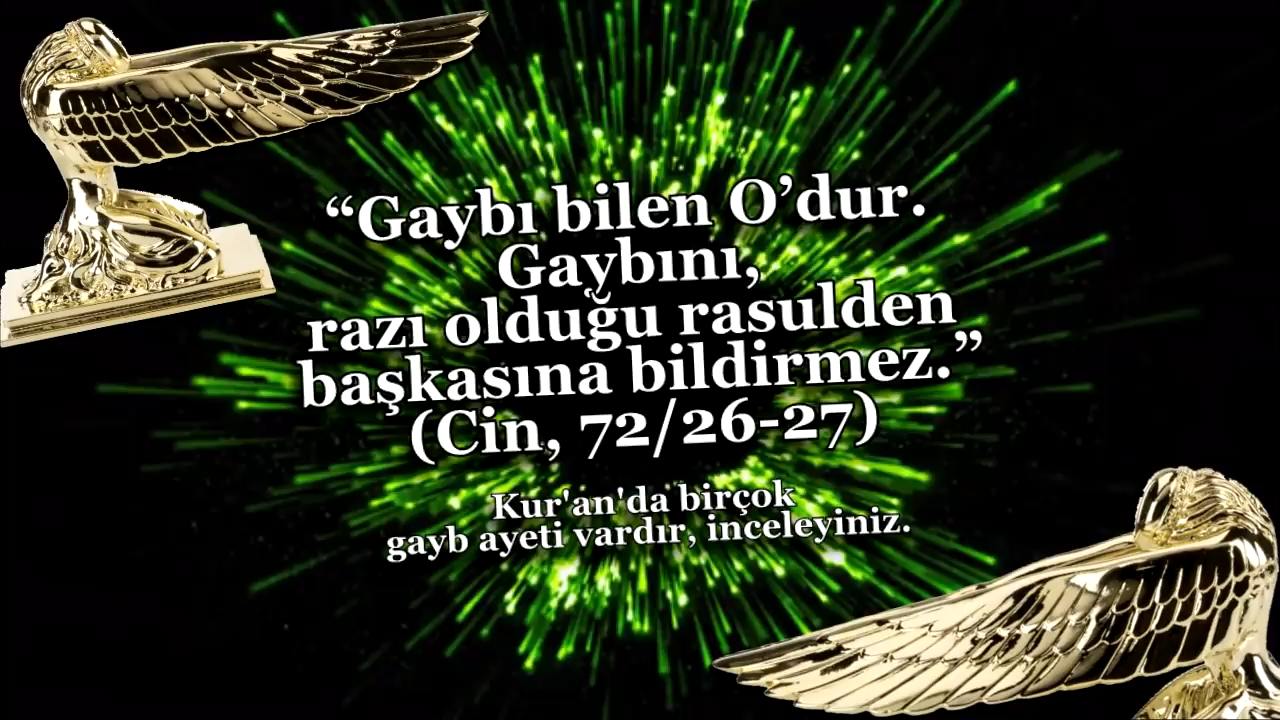 “Gaybı bilen O’dur.
Gaybını,
razı olduğu rasulden
başkasına bildirmez.”
(Cin, 72/26-27)
Kur'an'da birçok
gayb ayeti vardır, inceleyiniz.